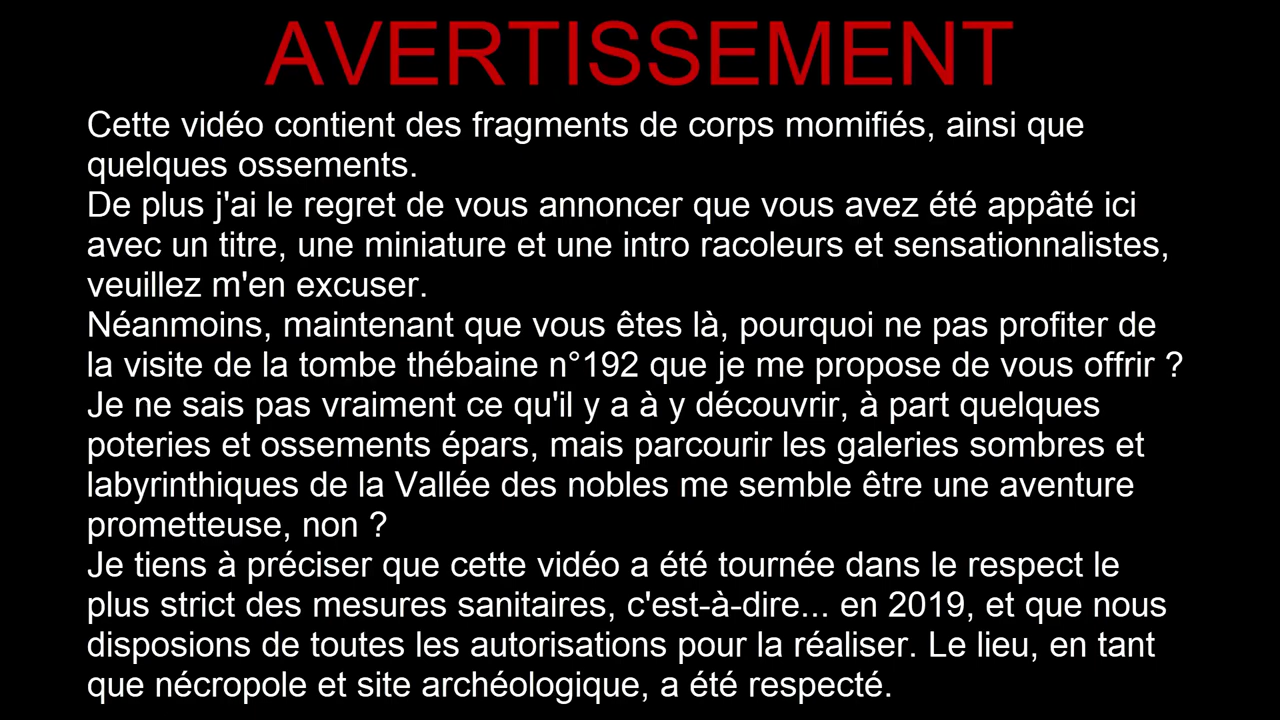 AVERTISSEMENT
Cette vidéo contient des fragments de corps momifiés, ainsi que
quelques ossements.
De plus j'ai le regret de vous annoncer que vous avez été appâté ici
avec un titre, une miniature et une intro racoleurs et sensationnalistes,
veuillez m'en excuser.
Néanmoins, maintenant que vous êtes là, pourquoi ne pas profiter de
la visite de la tombe thébaine n°192 que je me propose de vous offrir ?
Je ne sais pas vraiment ce qu'il y a à y découvrir, à part quelques
poteries et ossements épars, mais parcourir les galeries sombres et
labyrinthiques de la Vallée des nobles me semble être une aventure
prometteuse, non ?
Je tiens à préciser que cette vidéo a été tournée dans le respect le
plus strict des mesures sanitaires, c'est-à-dire... en 2019, et que nous
disposions de toutes les autorisations pour la réaliser. Le lieu, en tant
que nécropole et site archéologique, a été respecté.